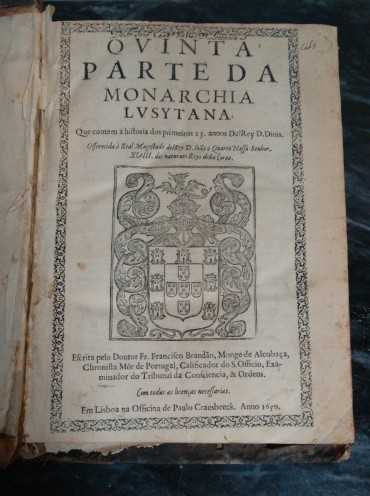 QVINTA
PARTE DA
MONARCHIA
LVSYTANA.
Que contem a historia dos primeiros 23. annos DelRey D. Dinis.
Offerecida à Real Magestade delRey D. João o Quarto Nosso Senhor,
XVIII. dos naturaes Reys desta Coroa.
Escrita pelo Doutor Fr. Francisco Brandão, Monge de Alcobaça,
Chronista Mór de Portugal, Calificador do S. Officio, Exa-
minador do Tribunal da Consciencia, & Ordens.
Com todas as licenças necessarias.
Em Lisboa na Officina de Paulo Craesbeeck. Anno 1650.